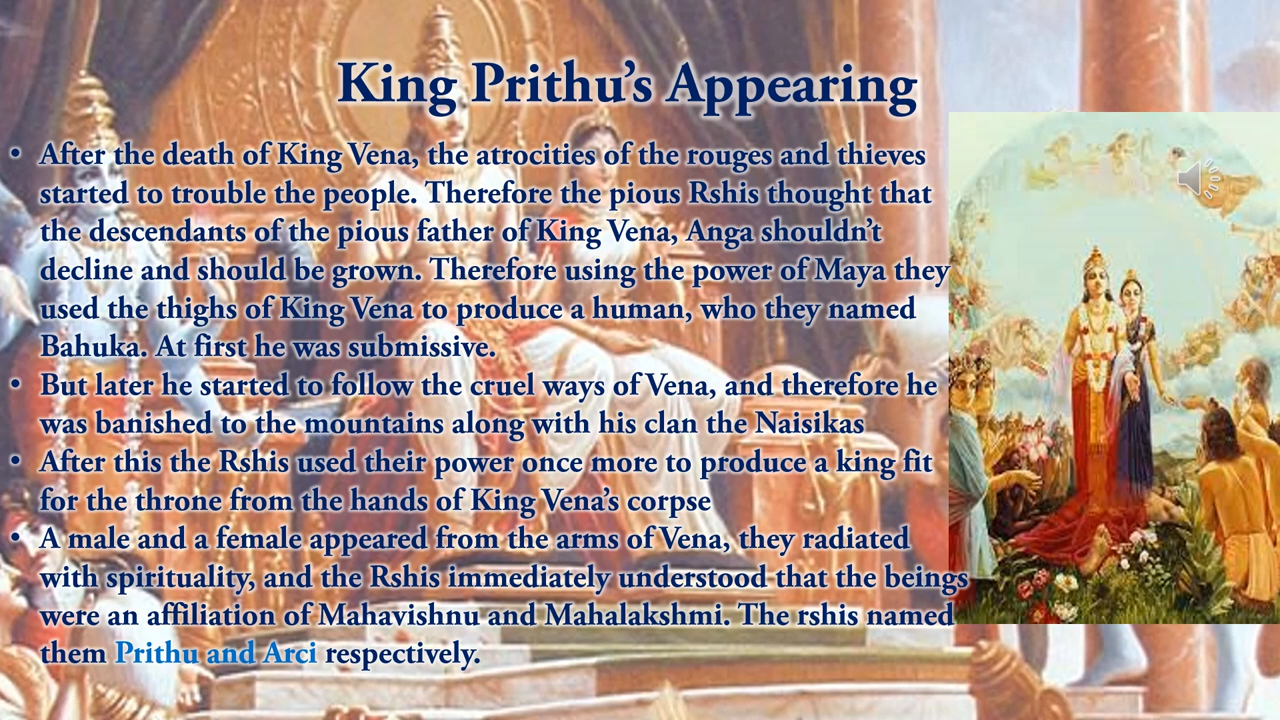 King Prithu’s Appearing
• After the death of King Vena, the atrocities of the rouges and thieves
started to trouble the people. Therefore the pious Rshis thought that
the descendants of the pious father of King Vena, Anga shouldn’t
decline and should be grown. Therefore using the power of Maya they
used the thighs of King Vena to produce a human, who they named
Bahuka. At first he was submissive.
• But later he started to follow the cruel ways of Vena, and therefore he
was banished to the mountains along with his clan the Naisikas
• After this the Rshis used their power once more to produce a king fit
for the throne from the hands of King Vena’s corpse
• A male and a female appeared from the arms of Vena, they radiated
with spirituality, and the Rshis immediately understood that the beings
were an affiliation of Mahavishnu and Mahalakshmi. The rshis named
them Prithu and Arci respectively.